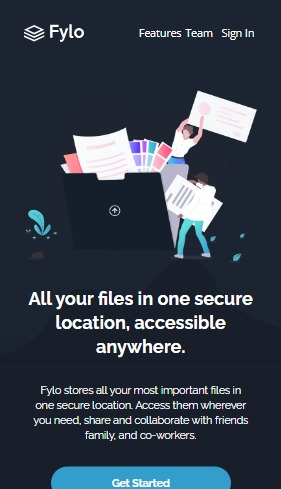 Fylo
Features Team Sign In
All your files in one secure
location, accessible
anywhere.
Fylo stores all your most important files in
one secure location. Access them wherever
you need, share and collaborate with friends
family, and co-workers.
Get Started